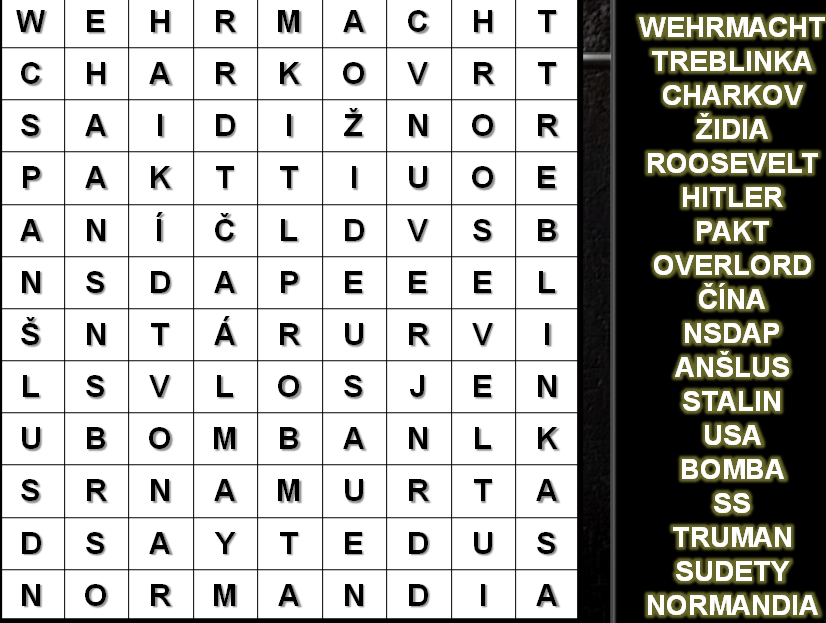 W E H R M A C H T
C H A R K O V R T
S A I D I Ž N O R
P A K T T I U O E
A N Í Č L D V S B
N S D A P E E E L
Š N T Á R U R V I
L S V L O S J E N
U B O M B A N L K
S R N A M U R T A
D S A Y T E D U S
N O R M A N D I A
WEHRMACHT
TREBLINKA
CHARKOV
ŽIDIA
ROOSEVELT
HITLER
PAKT
OVERLORD
ČÍNA
NSDAP
ANŠLUS
STALIN
USA
BOMBA
SS
TRUMAN
SUDETY
NORMANDIA